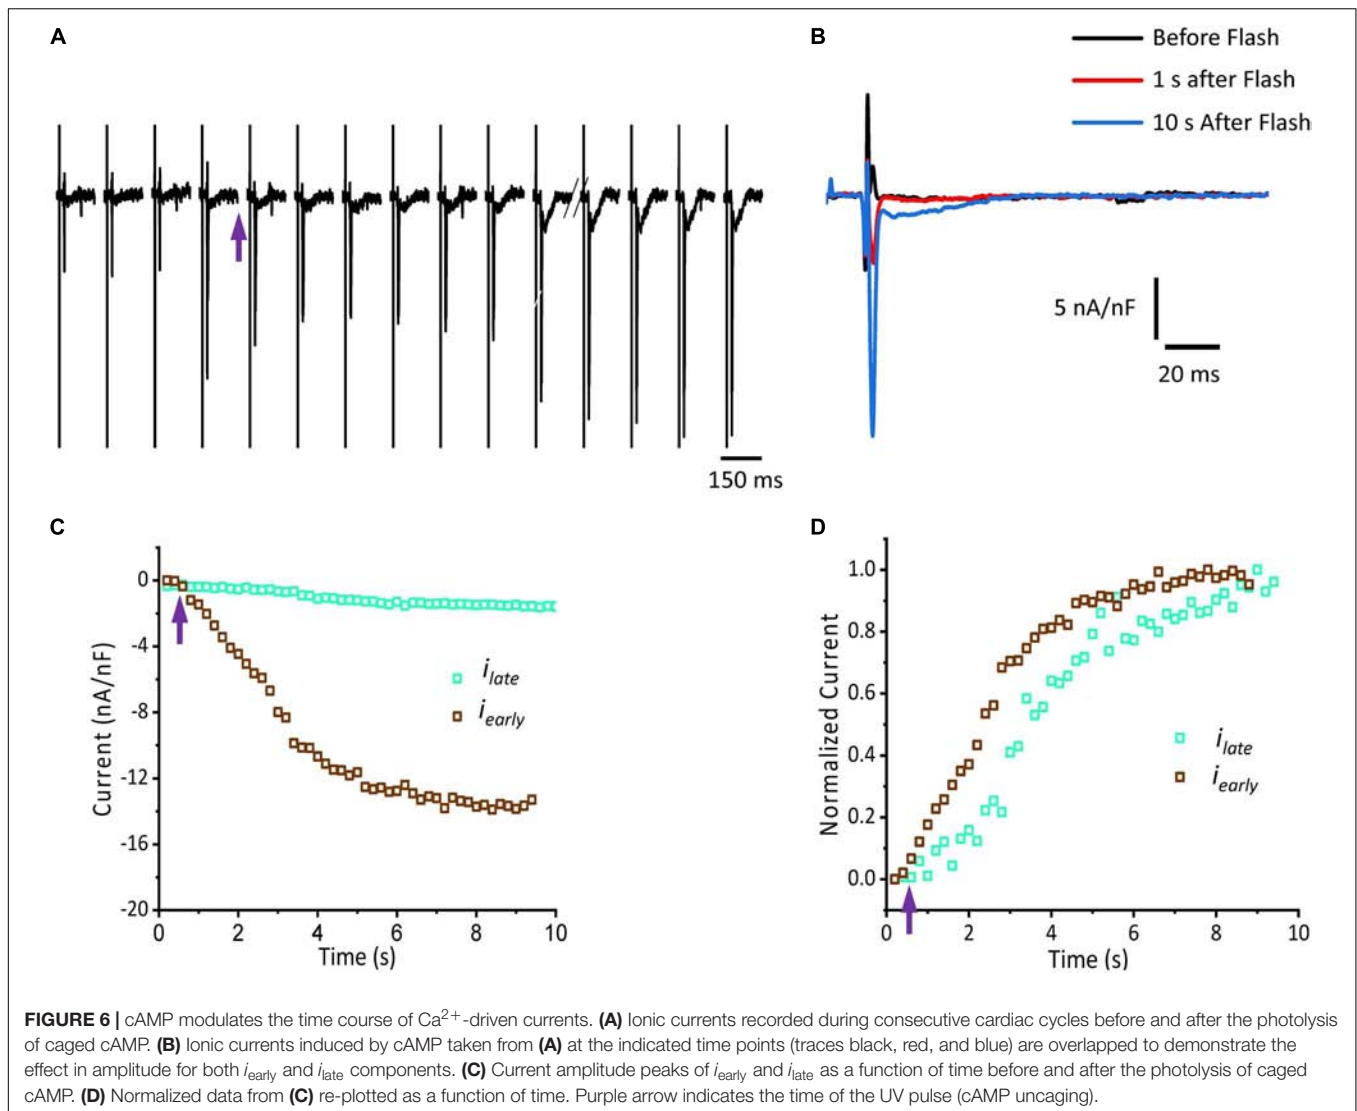 A
B
Before Flash
1 s after Flash
10 s After Flash
5 nA/nF
20 ms
150 ms
C
D
0
-4
-8
-12
-16
-20
Current (nA/nF)
i_late
i_early
0
2
4
6
8
10
Time (s)
1.0
0.8
0.6
0.4
0.2
0.0
Normalized Current
i_late
i_early
0
2
4
6
8
10
Time (s)
FIGURE 6 | cAMP modulates the time course of Ca2+-driven currents. (A) Ionic currents recorded during consecutive cardiac cycles before and after the photolysis
of caged cAMP. (B) Ionic currents induced by cAMP taken from (A) at the indicated time points (traces black, red, and blue) are overlapped to demonstrate the
effect in amplitude for both i_early and i_late components. (C) Current amplitude peaks of i_early and i_late as a function of time before and after the photolysis of caged
cAMP. (D) Normalized data from (C) re-plotted as a function of time. Purple arrow indicates the time of the UV pulse (cAMP uncaging).